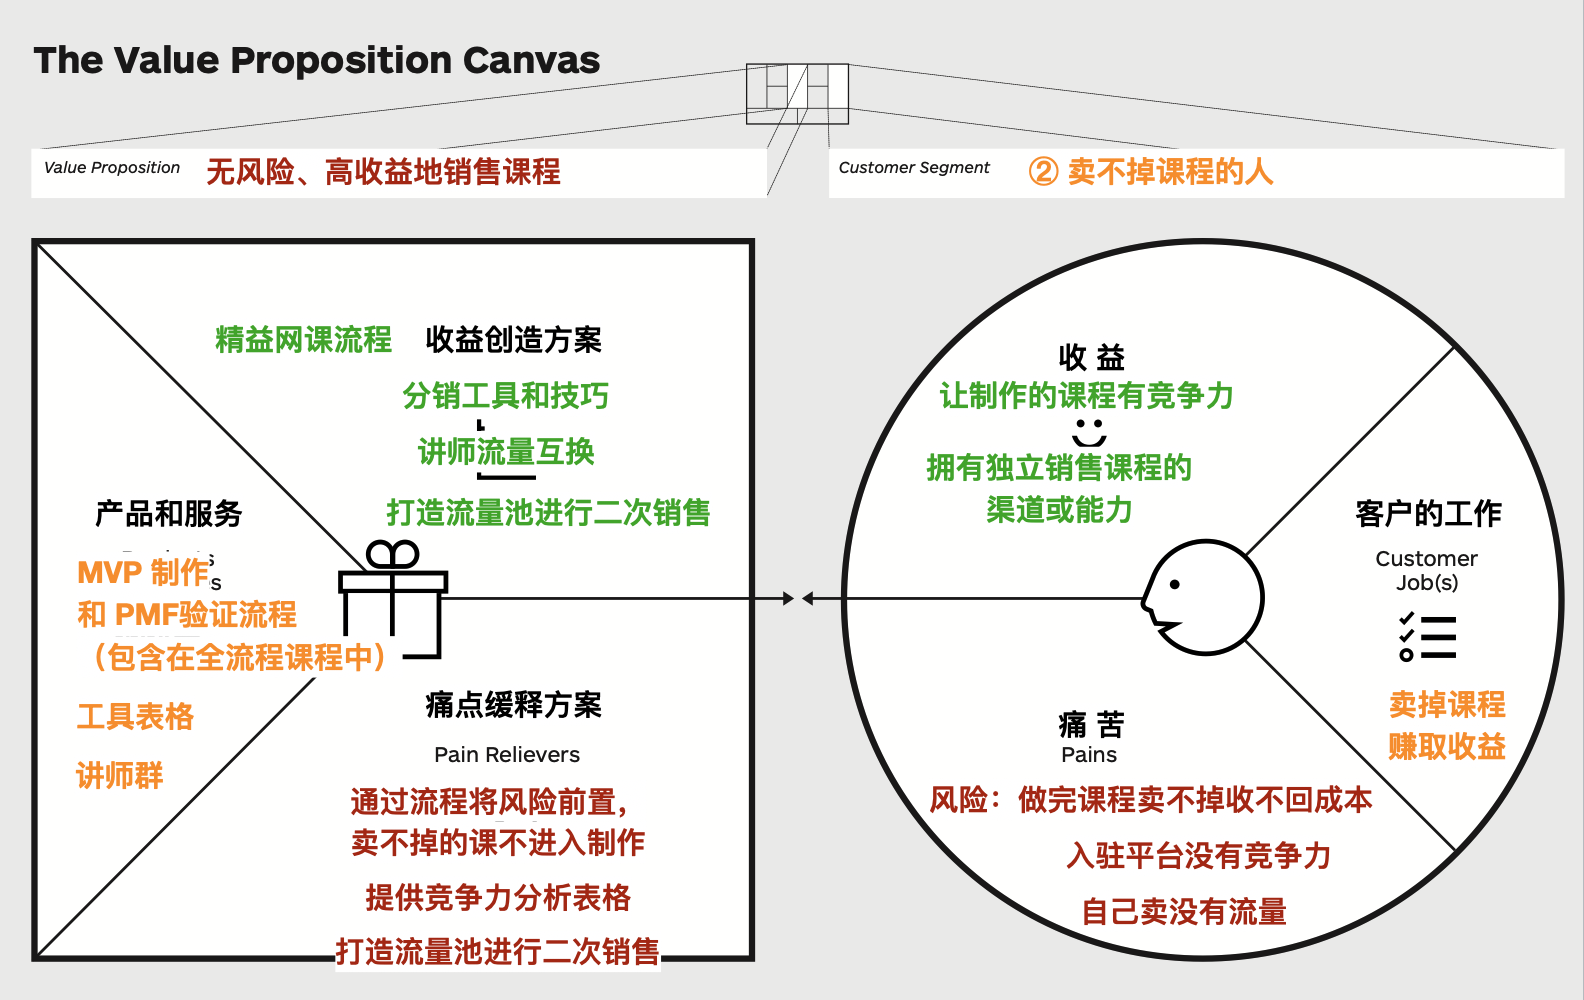 The Value Proposition Canvas
Value Proposition
无风险、高收益地销售课程
Customer Segment
② 卖不掉课程的人
精益网课流程
收益创造方案
分销工具和技巧
讲师流量互换
打造流量池进行二次销售
产品和服务
MVP 制作
和 PMF验证流程
（包含在全流程课程中）
工具表格
讲师群
痛点缓释方案
Pain Relievers
通过流程将风险前置，
卖不掉的课不进入制作
提供竞争力分析表格
打造流量池进行二次销售
收 益
让制作的课程有竞争力
拥有独立销售课程的
渠道或能力
客户的工作
Customer
Job(s)
卖掉课程
赚取收益
痛 苦
Pains
风险：做完课程卖不掉收不回成本
入驻平台没有竞争力
自己卖没有流量